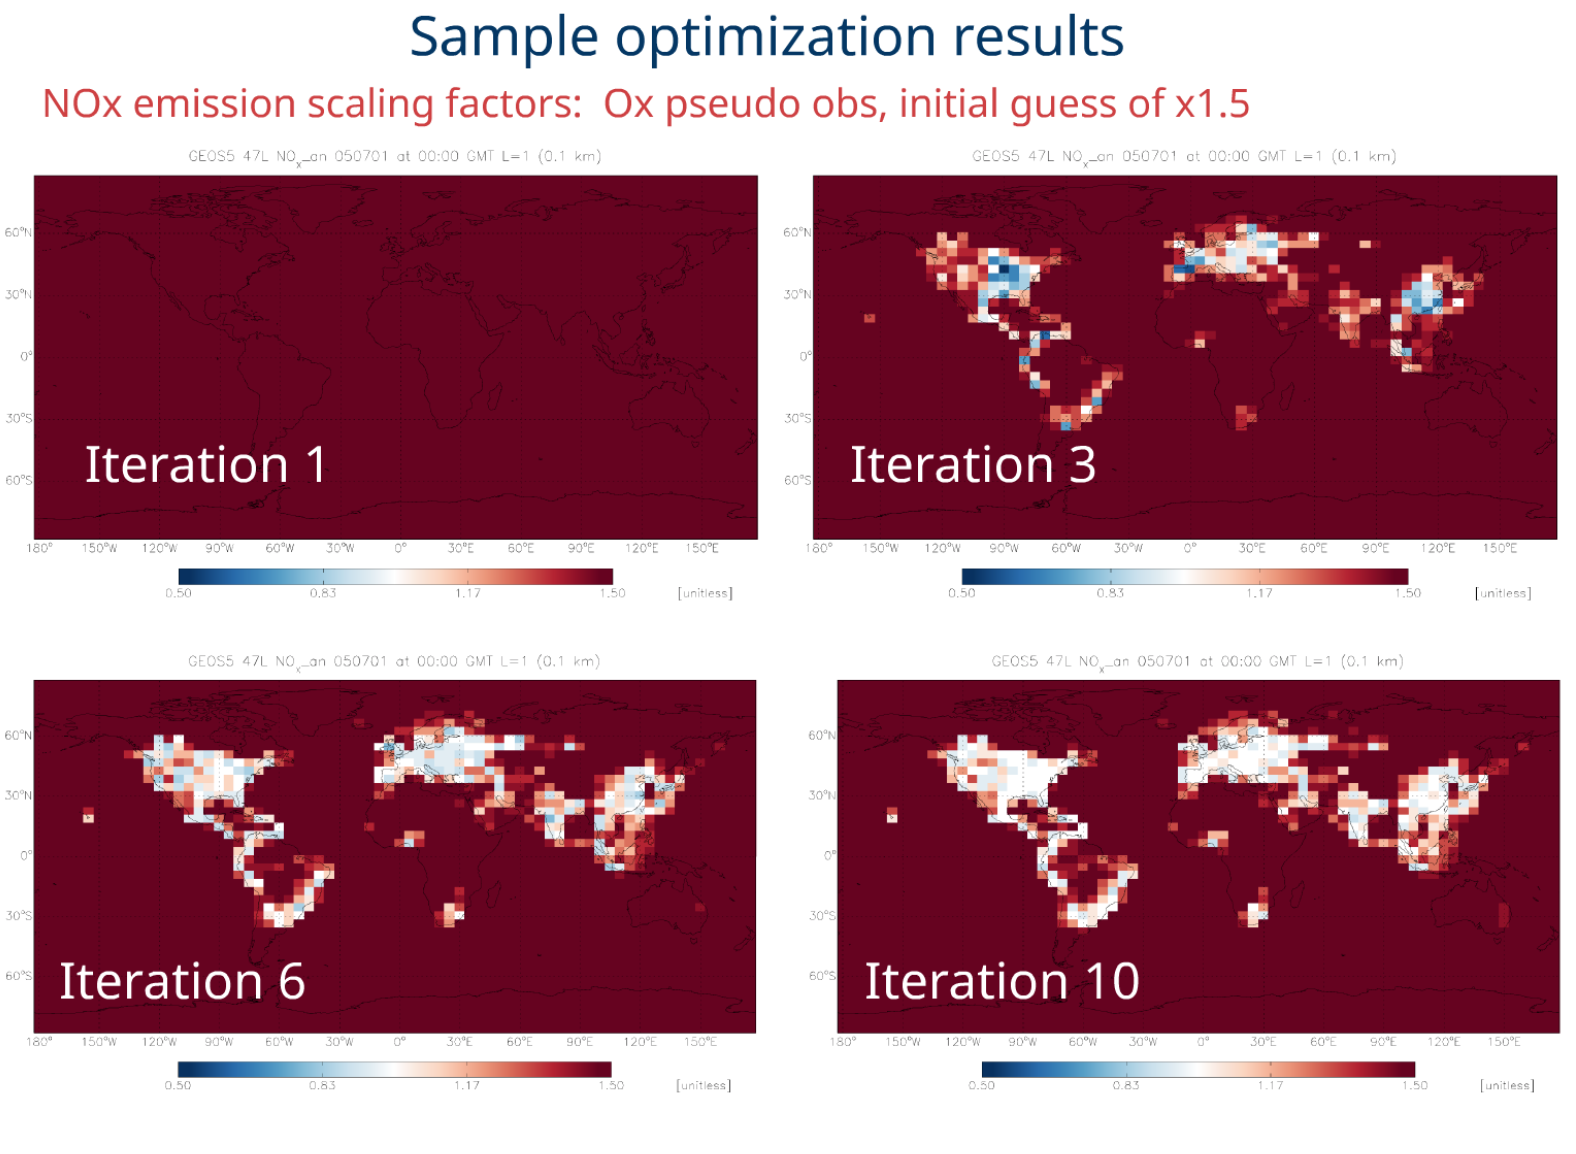 Sample optimization results
NOx emission scaling factors: Ox pseudo obs, initial guess of x1.5
GEOS5 47L NOx_an 050701 at 00:00 GMT L=1 (0.1 km)
60°N
30°N
0°
30°S
60°S
Iteration 1
180° 150°W 120°W 90°W 60°W 30°W 0° 30°E 60°E 90°E 120°E 150°E
0.50 0.83 1.17 1.50 [unitless]
GEOS5 47L NOx_an 050701 at 00:00 GMT L=1 (0.1 km)
60°N
30°N
0°
30°S
60°S
Iteration 3
180° 150°W 120°W 90°W 60°W 30°W 0° 30°E 60°E 90°E 120°E 150°E
0.50 0.83 1.17 1.50 [unitless]
GEOS5 47L NOx_an 050701 at 00:00 GMT L=1 (0.1 km)
60°N
30°N
0°
30°S
60°S
Iteration 6
180° 150°W 120°W 90°W 60°W 30°W 0° 30°E 60°E 90°E 120°E 150°E
0.50 0.83 1.17 1.50 [unitless]
GEOS5 47L NOx_an 050701 at 00:00 GMT L=1 (0.1 km)
60°N
30°N
0°
30°S
60°S
Iteration 10
180° 150°W 120°W 90°W 60°W 30°W 0° 30°E 60°E 90°E 120°E 150°E
0.50 0.83 1.17 1.50 [unitless]